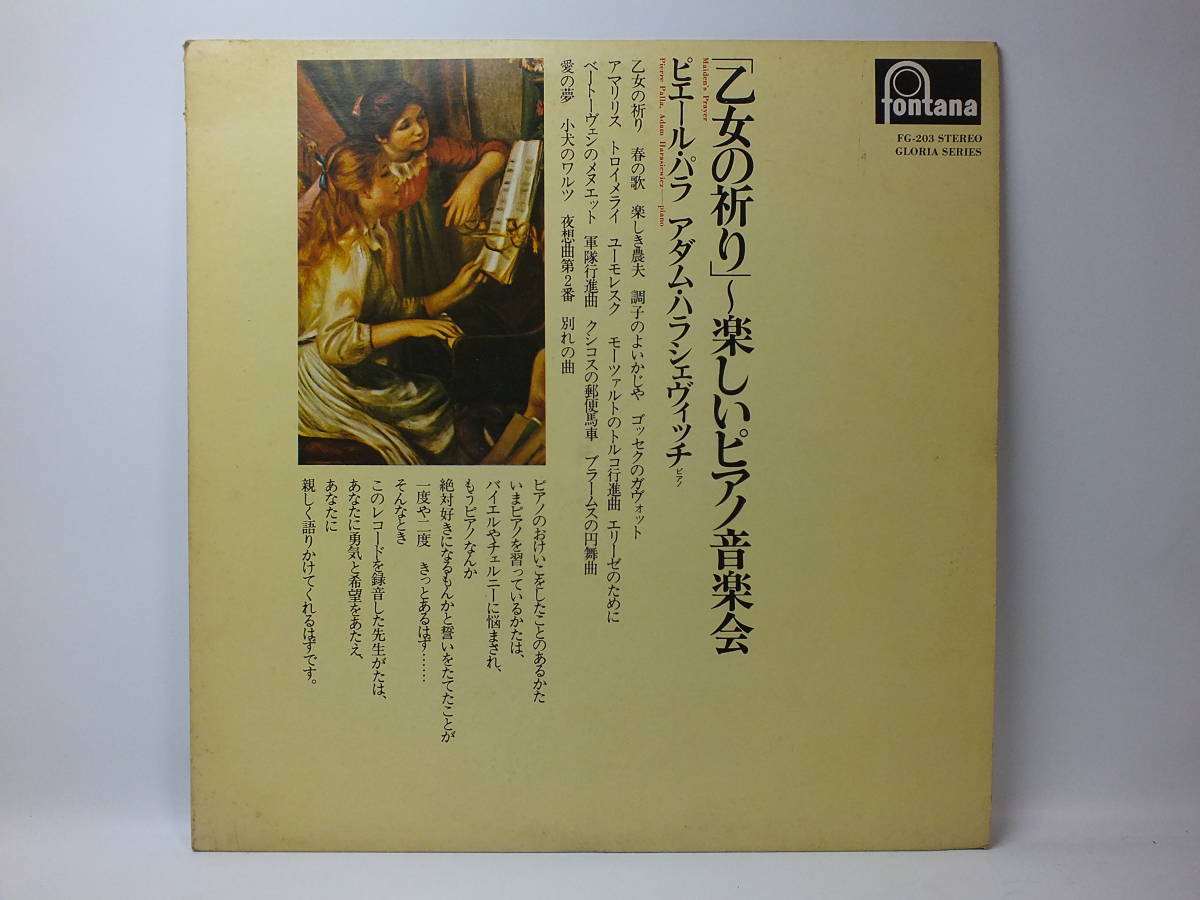 fontana
FG-203 STEREO
GLORIA SERIES
「乙女の祈り」〜楽しいピアノ音楽会
Maiden's Prayer
ピエール・パラ アダム・ハラシェヴィッチ ピアノ
Pierre Palla, Adam Harasiewicz——piano
乙女の祈り 春の歌 楽しき農夫 調子のよいかじや ゴッセクのガヴォット
アマリリス トロイメライ ユーモレスク モーツァルトのトルコ行進曲 エリーゼのために
ベートーヴェンのメヌエット 軍隊行進曲 クシコスの郵便馬車 ブラームスの円舞曲
愛の夢 小犬のワルツ 夜想曲第2番 別れの曲
ピアノのおけいこをしたことのあるかた
いまピアノを習っているかたは、
バイエルやチェルニーに悩まされ、
もうピアノなんか
絶対好きになるもんかと誓いをたてたことが
一度や二度 きっとあるはず……
そんなとき
このレコードを録音した先生がたは、
あなたに勇気と希望をあたえ、
あなたに
親しく語りかけてくれるはずです。